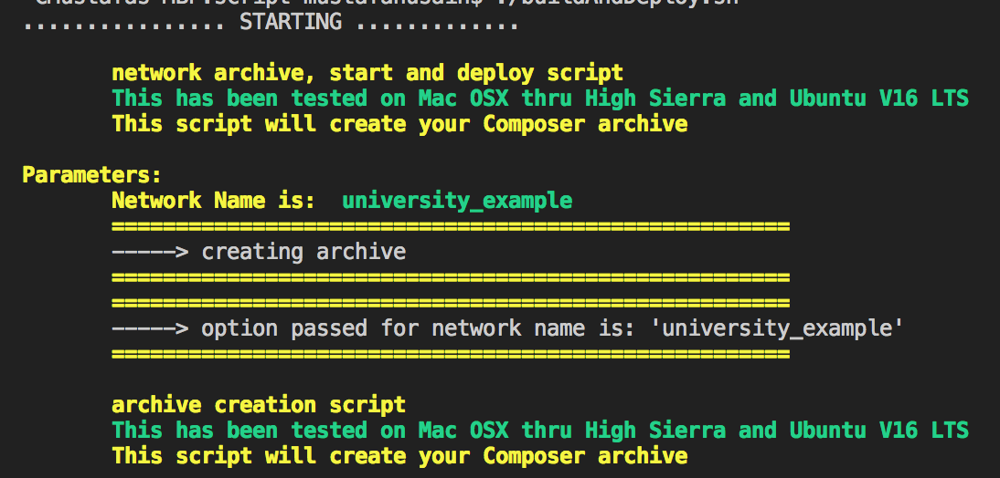 ................ STARTING .............
network archive, start and deploy script
This has been tested on Mac OSX thru High Sierra and Ubuntu V16 LTS
This script will create your Composer archive
Parameters:
Network Name is:  university_example
=====================================================
-----> creating archive
=====================================================
=====================================================
-----> option passed for network name is: 'university_example'
=====================================================
archive creation script
This has been tested on Mac OSX thru High Sierra and Ubuntu V16 LTS
This script will create your Composer archive